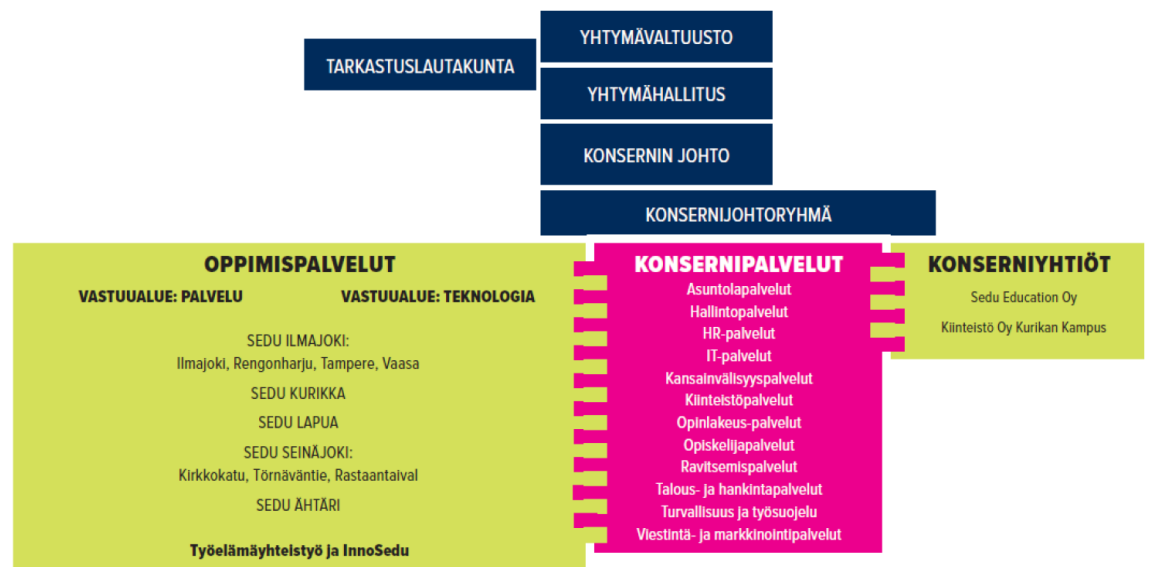 YHTYMÄVALTUUSTO
TARKASTUSLAUTAKUNTA
YHTYMÄHALLITUS
KONSERNIN JOHTO
KONSERNIJOHTORYHMÄ
OPPIMISPALVELUT
VASTUUALUE: PALVELU
VASTUUALUE: TEKNOLOGIA
SEDU ILMAJOKI:
Ilmajoki, Rengonharju, Tampere, Vaasa
SEDU KURIKKA
SEDU LAPUA
SEDU SEINÄJOKI:
Kirkkokatu, Törnäväntie, Rastaantaival
SEDU ÄHTÄRI
Työelämäyhteistyö ja InnoSedu
KONSERNIPALVELUT
Asuntolapalvelut
Hallintopalvelut
HR-palvelut
IT-palvelut
Kansainvälisyyspalvelut
Kiinteistöpalvelut
Opinlakeus-palvelut
Opiskelijapalvelut
Ravitsemispalvelut
Talous- ja hankintapalvelut
Turvallisuus ja työsuojelu
Viestintä- ja markkinointipalvelut
KONSERNIYHTIÖT
Sedu Education Oy
Kiinteistö Oy Kurikan Kampus